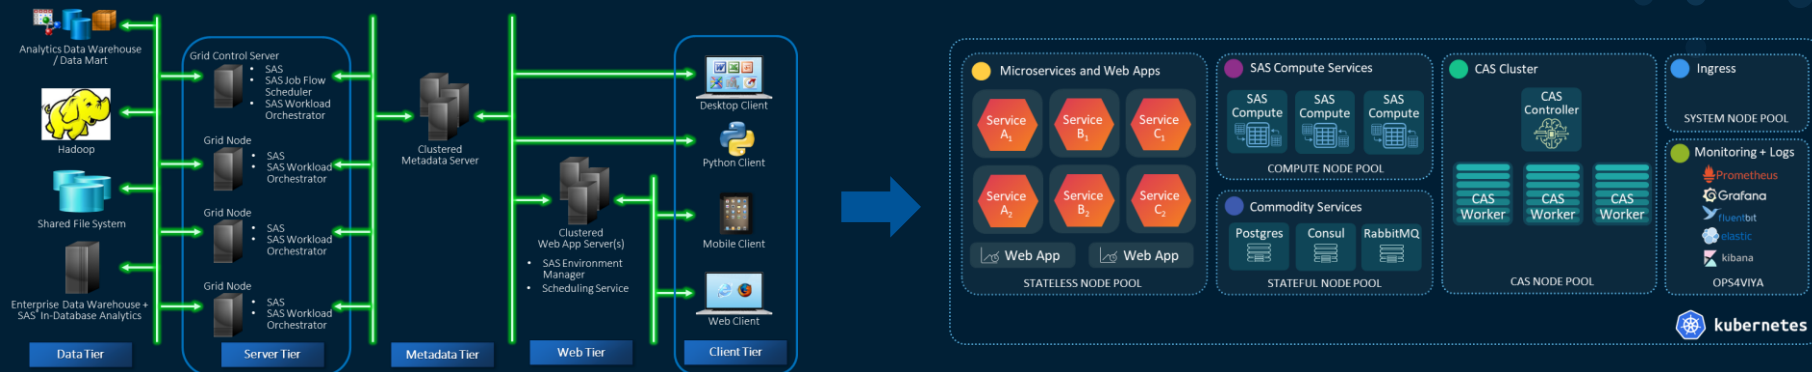 Analytics Data Warehouse
/ Data Mart
Hadoop
Shared File System
Enterprise Data Warehouse +
SAS® In-Database Analytics
Data Tier
Grid Control Server
• SAS
• SAS Job Flow
Scheduler
• SAS Workload
Orchestrator
Grid Node
• SAS
• SAS Workload
Orchestrator
Grid Node
• SAS
• SAS Workload
Orchestrator
Grid Node
• SAS
• SAS Workload
Orchestrator
Server Tier
Clustered
Metadata Server
Metadata Tier
Clustered
Web App Server(s)
• SAS Environment
Manager
• Scheduling Service
Web Tier
Desktop Client
Python Client
Mobile Client
Web Client
Client Tier
Microservices and Web Apps
Service
A1
Service
B1
Service
C1
Service
A2
Service
B2
Service
C2
Web App
Web App
STATELESS NODE POOL
SAS Compute Services
SAS
Compute
SAS
Compute
SAS
Compute
COMPUTE NODE POOL
Commodity Services
Postgres
Consul
RabbitMQ
STATEFUL NODE POOL
CAS Cluster
CAS
Controller
CAS
Worker
CAS
Worker
CAS
Worker
CAS NODE POOL
Ingress
SYSTEM NODE POOL
Monitoring + Logs
Prometheus
Grafana
fluentbit
elastic
kibana
OPS4VIYA
kubernetes